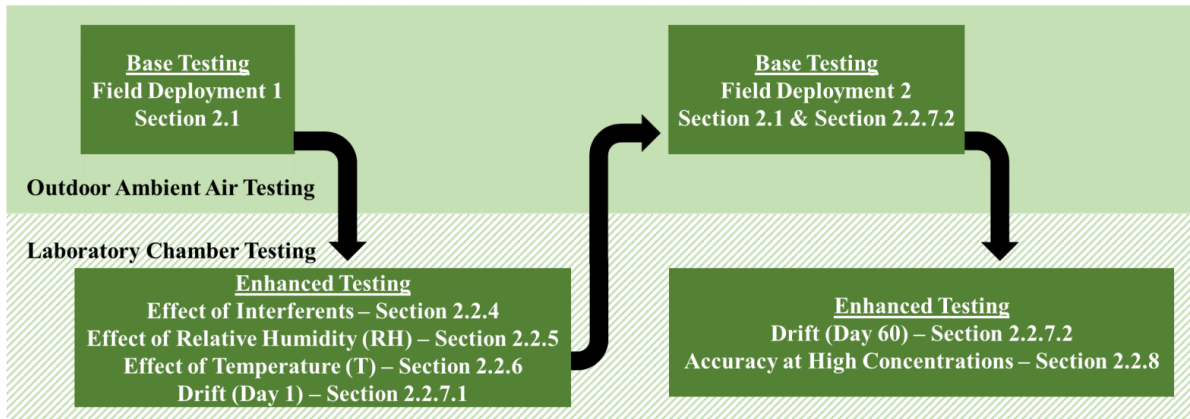 Base Testing
Field Deployment 1
Section 2.1
Base Testing
Field Deployment 2
Section 2.1 & Section 2.2.7.2
Outdoor Ambient Air Testing
Laboratory Chamber Testing
Enhanced Testing
Effect of Interferents – Section 2.2.4
Effect of Relative Humidity (RH) – Section 2.2.5
Effect of Temperature (T) – Section 2.2.6
Drift (Day 1) – Section 2.2.7.1
Enhanced Testing
Drift (Day 60) – Section 2.2.7.2
Accuracy at High Concentrations – Section 2.2.8